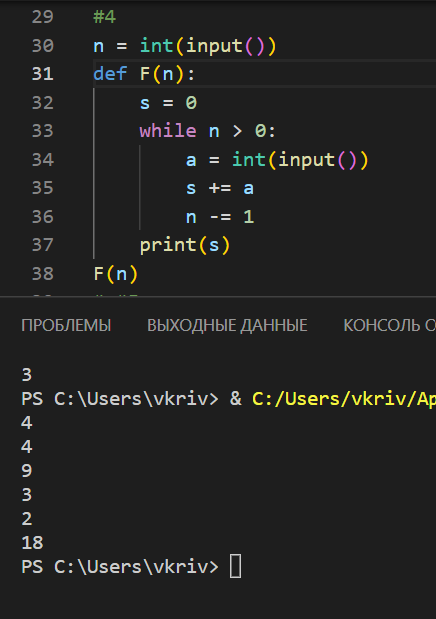 29 #4
30 n = int(input())
31 def F(n):
32 s = 0
33 while n > 0:
34 a = int(input())
35 s += a
36 n -= 1
37 print(s)
38 F(n)
ПРОБЛЕМЫ ВЫХОДНЫЕ ДАННЫЕ КОНСОЛЬ
3
PS C:\Users\vkriv> & C:/Users/vkriv/Ap
4
4
9
3
2
18
PS C:\Users\vkriv>